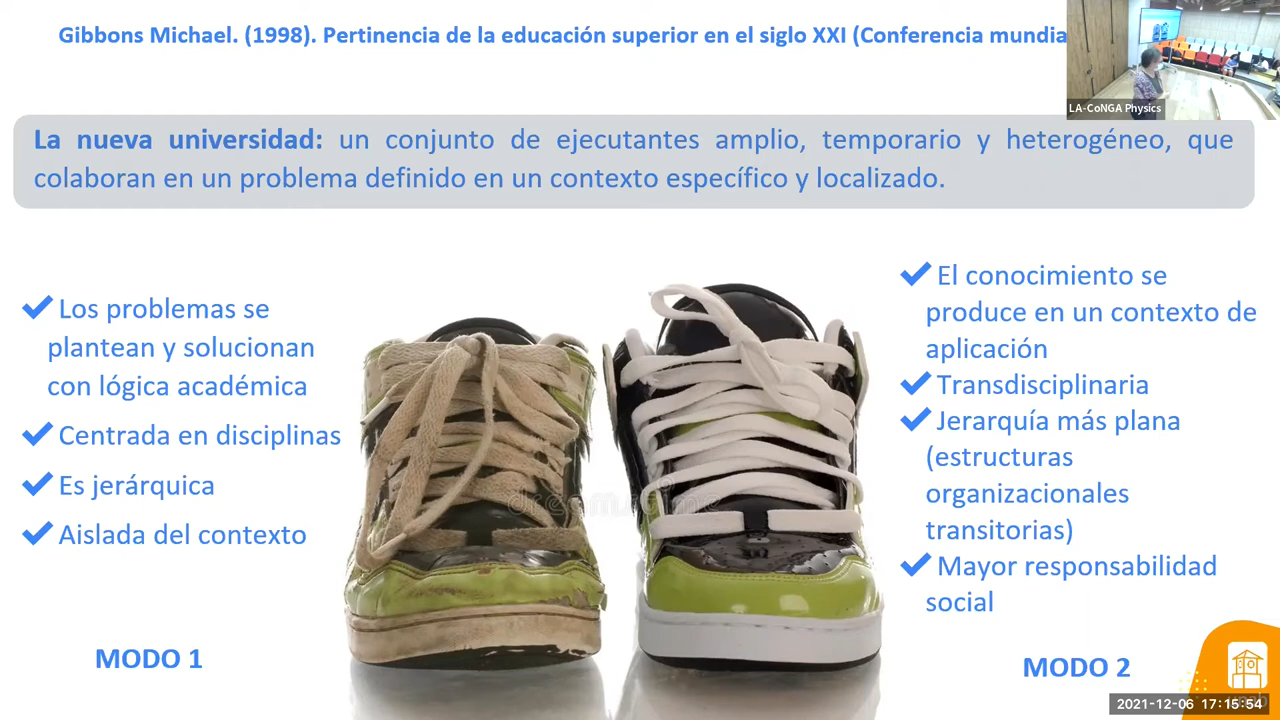 Gibbons Michael. (1998). Pertinencia de la educación superior en el siglo XXI (Conferencia mundia
LA-CoNGA Physics
La nueva universidad: un conjunto de ejecutantes amplio, temporario y heterogéneo, que
colaboran en un problema definido en un contexto específico y localizado.
Los problemas se
plantean y solucionan
con lógica académica
Centrada en disciplinas
Es jerárquica
Aislada del contexto
MODO 1
El conocimiento se
produce en un contexto de
aplicación
Transdisciplinaria
Jerarquía más plana
(estructuras
organizacionales
transitorias)
Mayor responsabilidad
social
MODO 2
dreamstime
unab
2021-12-06 17:15:54